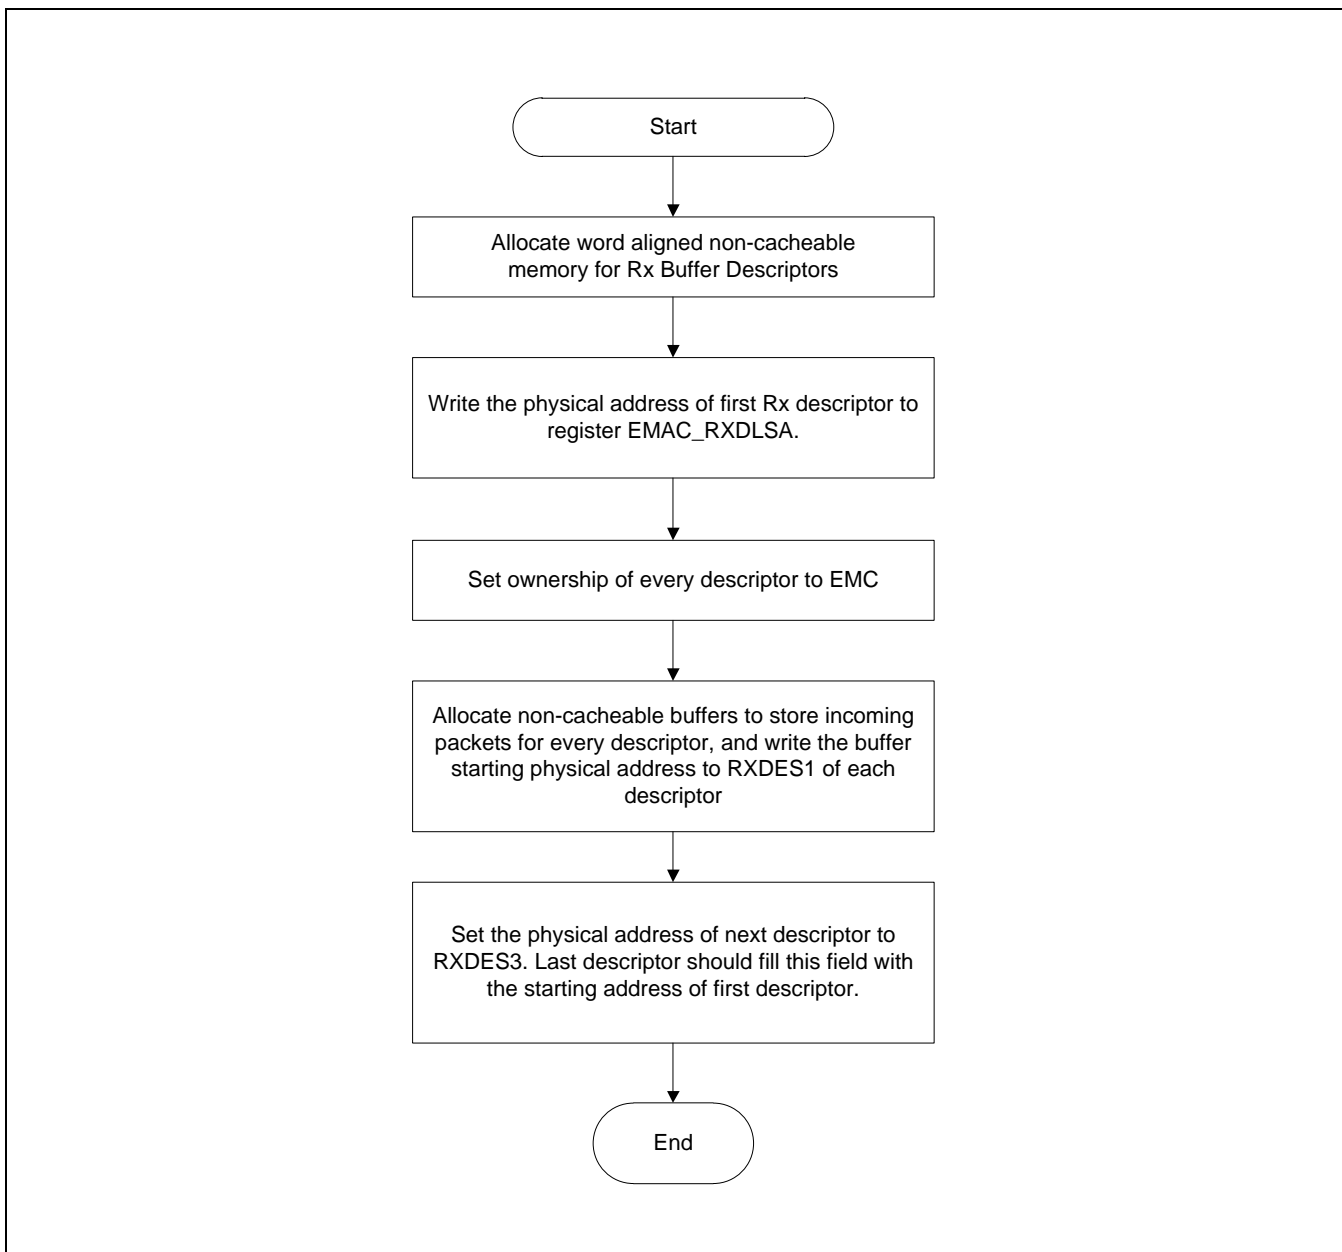 Start
Allocate word aligned non-cacheable
memory for Rx Buffer Descriptors
Write the physical address of first Rx descriptor to
register EMAC_RXDLSA.
Set ownership of every descriptor to EMC
Allocate non-cacheable buffers to store incoming
packets for every descriptor, and write the buffer
starting physical address to RXDES1 of each
descriptor
Set the physical address of next descriptor to
RXDES3. Last descriptor should fill this field with
the starting address of first descriptor.
End